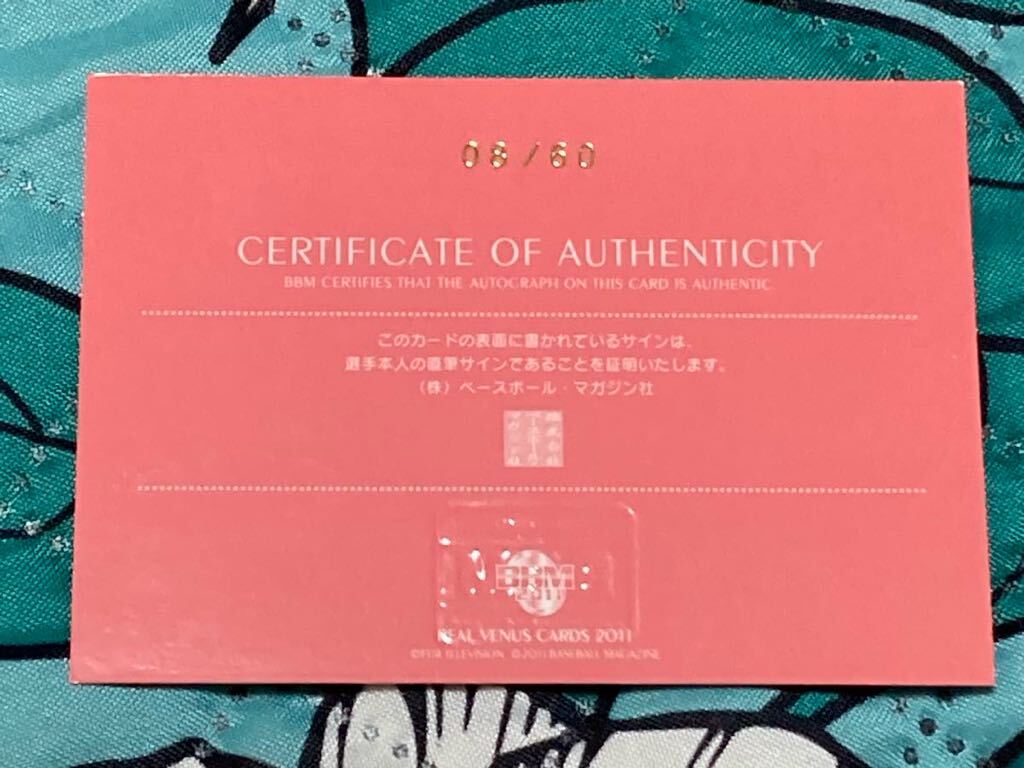 08/60
CERTIFICATE OF AUTHENTICITY
BBM CERTIFIES THAT THE AUTOGRAPH ON THIS CARD IS AUTHENTIC
このカードの表面に書かれているサインは、
選手本人の直筆サインであることを証明いたします。
(株)ベースボール・マガジン社
BBM
2011
REAL VENUS CARDS 2011
©FUJI TELEVISION ©2011 BASEBALL MAGAZINE